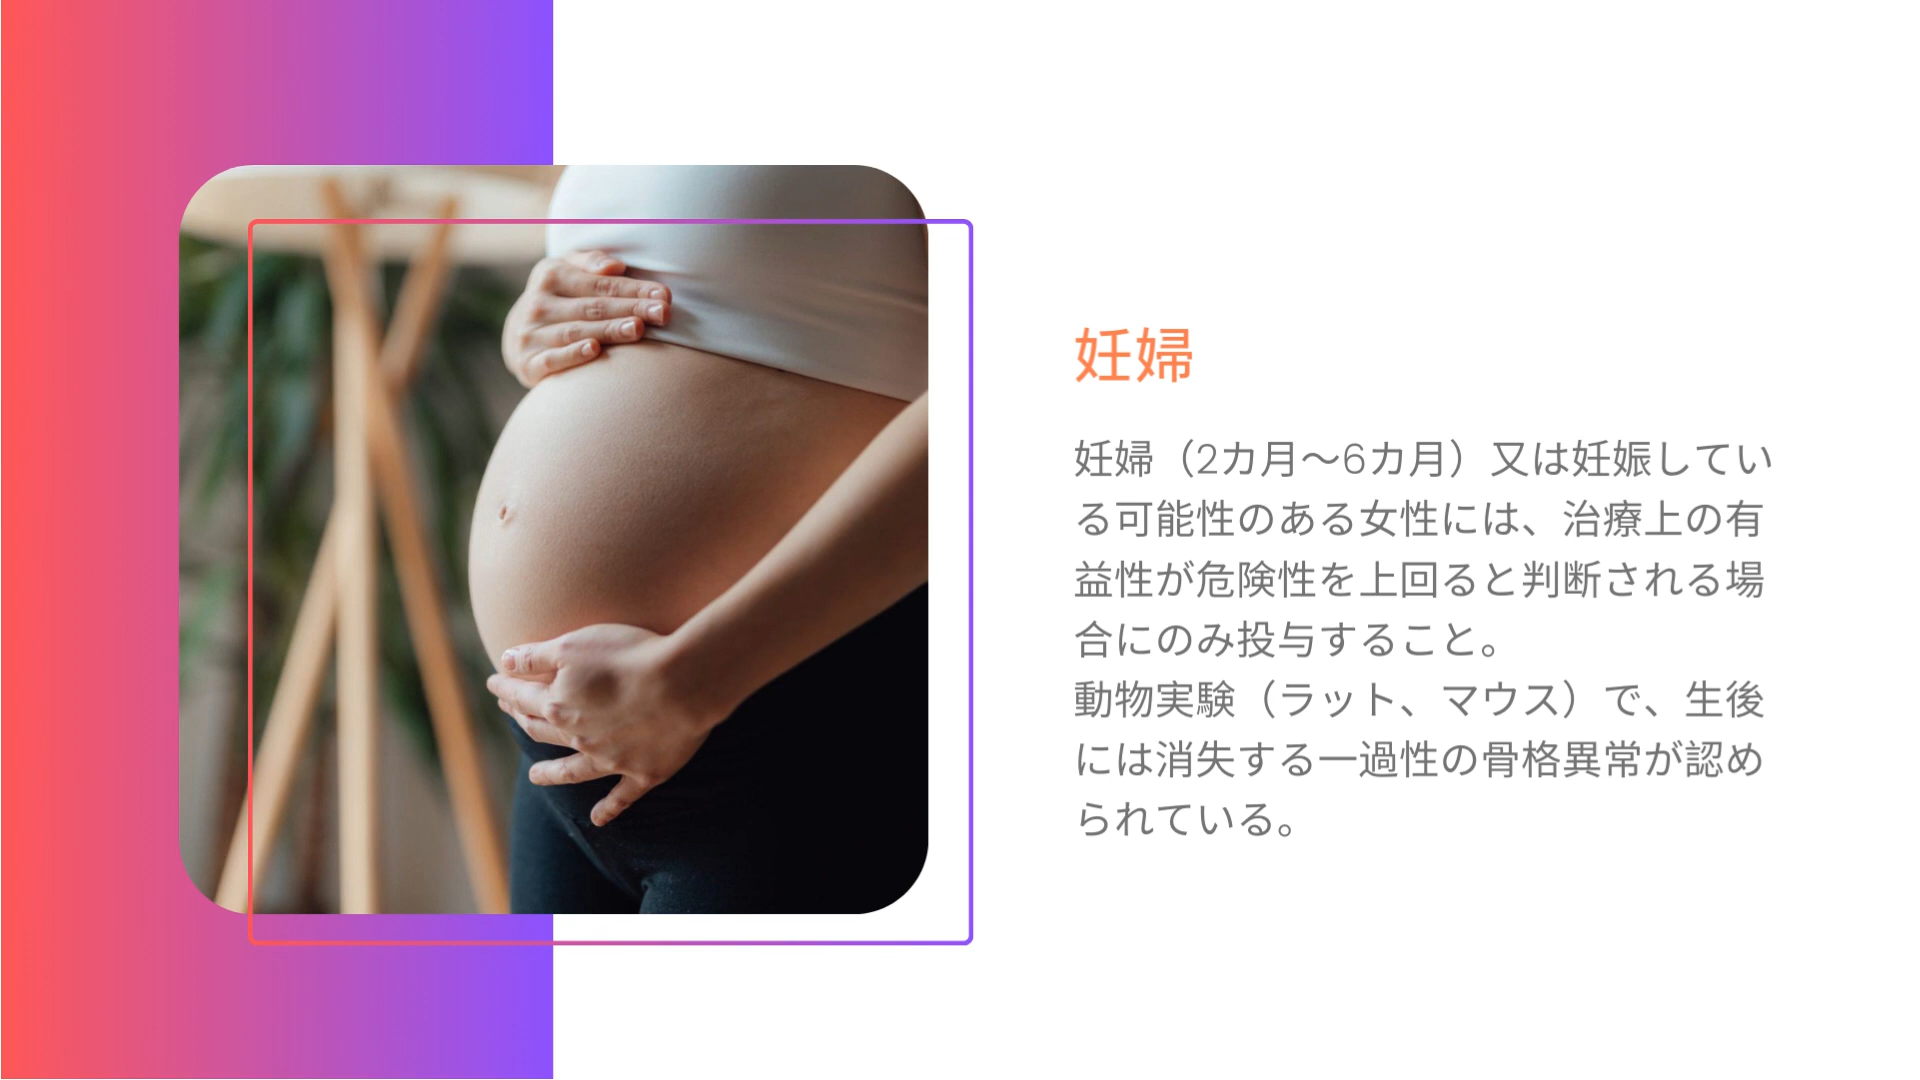 妊婦
妊婦（2カ月〜6カ月）又は妊娠してい
る可能性のある女性には、治療上の有
益性が危険性を上回ると判断される場
合にのみ投与すること。
動物実験（ラット、マウス）で、生後
には消失する一過性の骨格異常が認め
られている。